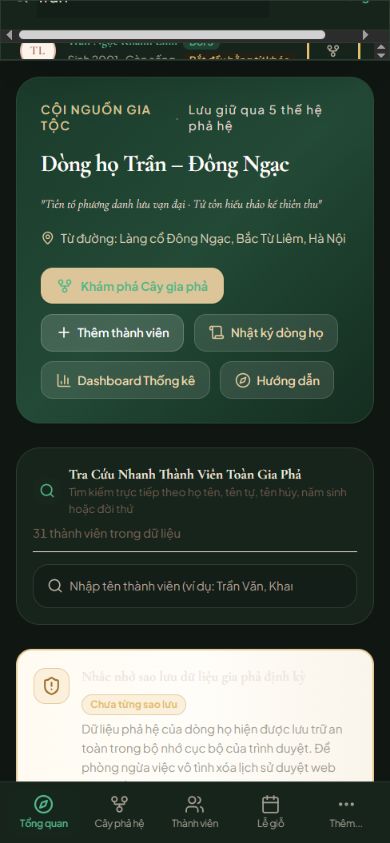 TL
CỘI NGUỒN GIA TỘC
·
Lưu giữ qua 5 thế hệ phả hệ
Dòng họ Trần – Đông Ngạc
"Tiên tổ phương danh lưu vạn đại · Tử tôn hiếu thảo kế thiên thu"
Từ đường: Làng cổ Đông Ngạc, Bắc Từ Liêm, Hà Nội
Khám phá Cây gia phả
Thêm thành viên
Nhật ký dòng họ
Dashboard Thống kê
Hướng dẫn
Tra Cứu Nhanh Thành Viên Toàn Gia Phả
Tìm kiếm trực tiếp theo họ tên, tên tự, tên húy, năm sinh
hoặc đời thứ
31 thành viên trong dữ liệu
Nhập tên thành viên (ví dụ: Trần Văn, Khai
Nhắc nhở sao lưu dữ liệu gia phả định kỳ
Chưa từng sao lưu
Dữ liệu phả hệ của dòng họ hiện được lưu trữ an
toàn trong bộ nhớ cục bộ của trình duyệt. Để
phòng ngừa việc vô tình xóa lịch sử duyệt web
Tổng quan
Cây phả hệ
Thành viên
Lễ giỗ
Thêm...